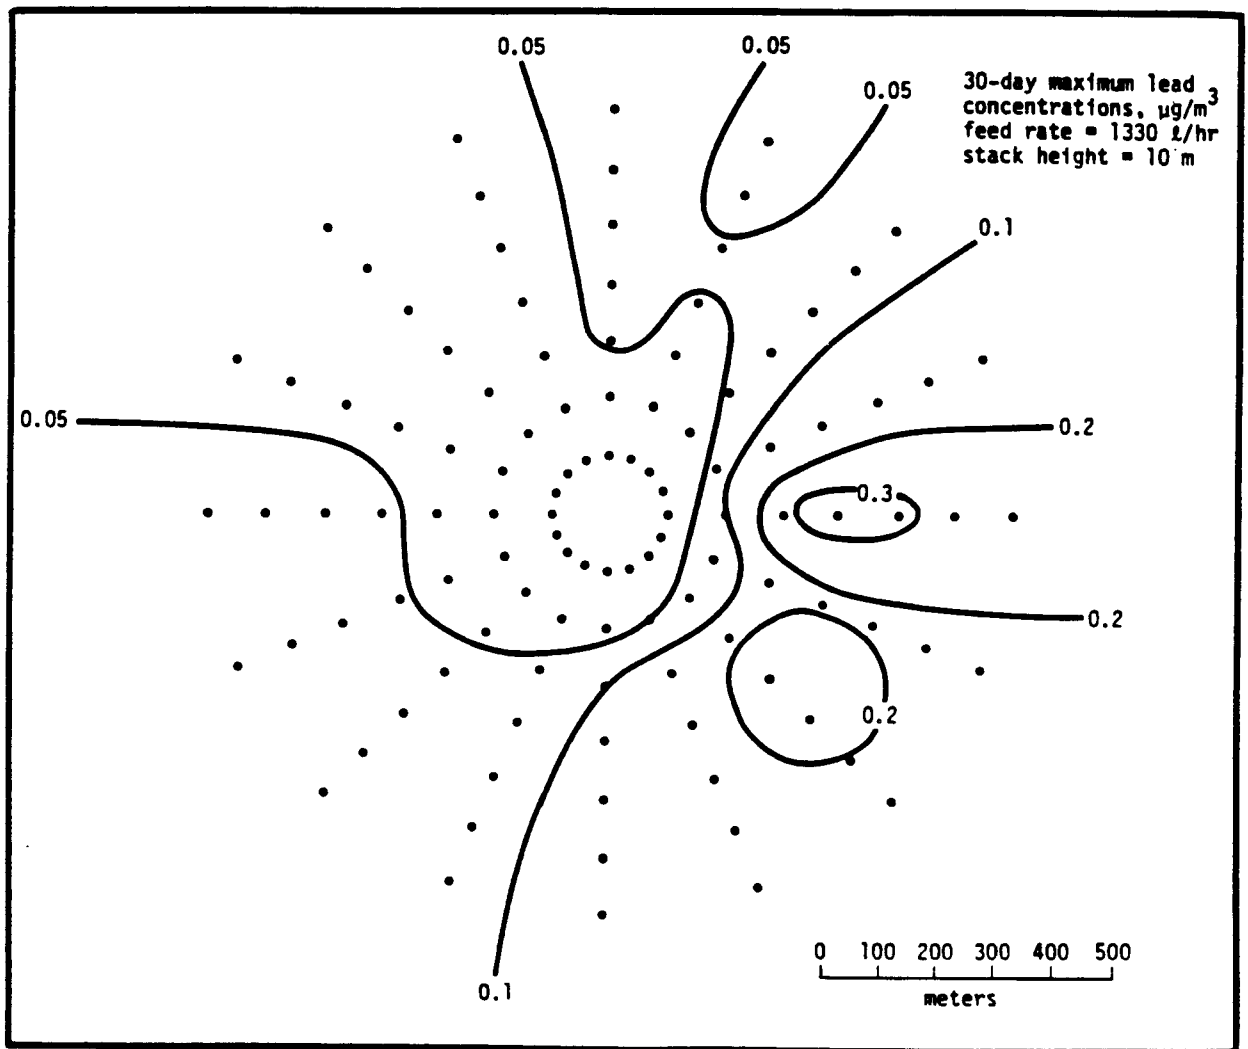 0.05
0.05
0.05
30-day maximum lead
concentrations, µg/m³
feed rate = 1330 ℓ/hr
stack height = 10 m
0.1
0.05
0.2
0.3
0.2
0.2
0 100 200 300 400 500
meters
0.1